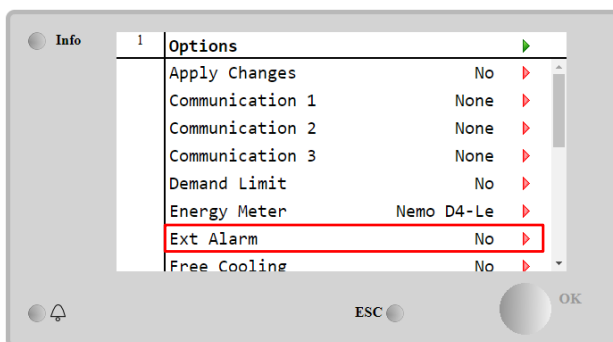 Info
1 Options
Apply Changes No
Communication 1 None
Communication 2 None
Communication 3 None
Demand Limit No
Energy Meter Nemo D4-Le
Ext Alarm No
Free Cooling No
ESC
OK